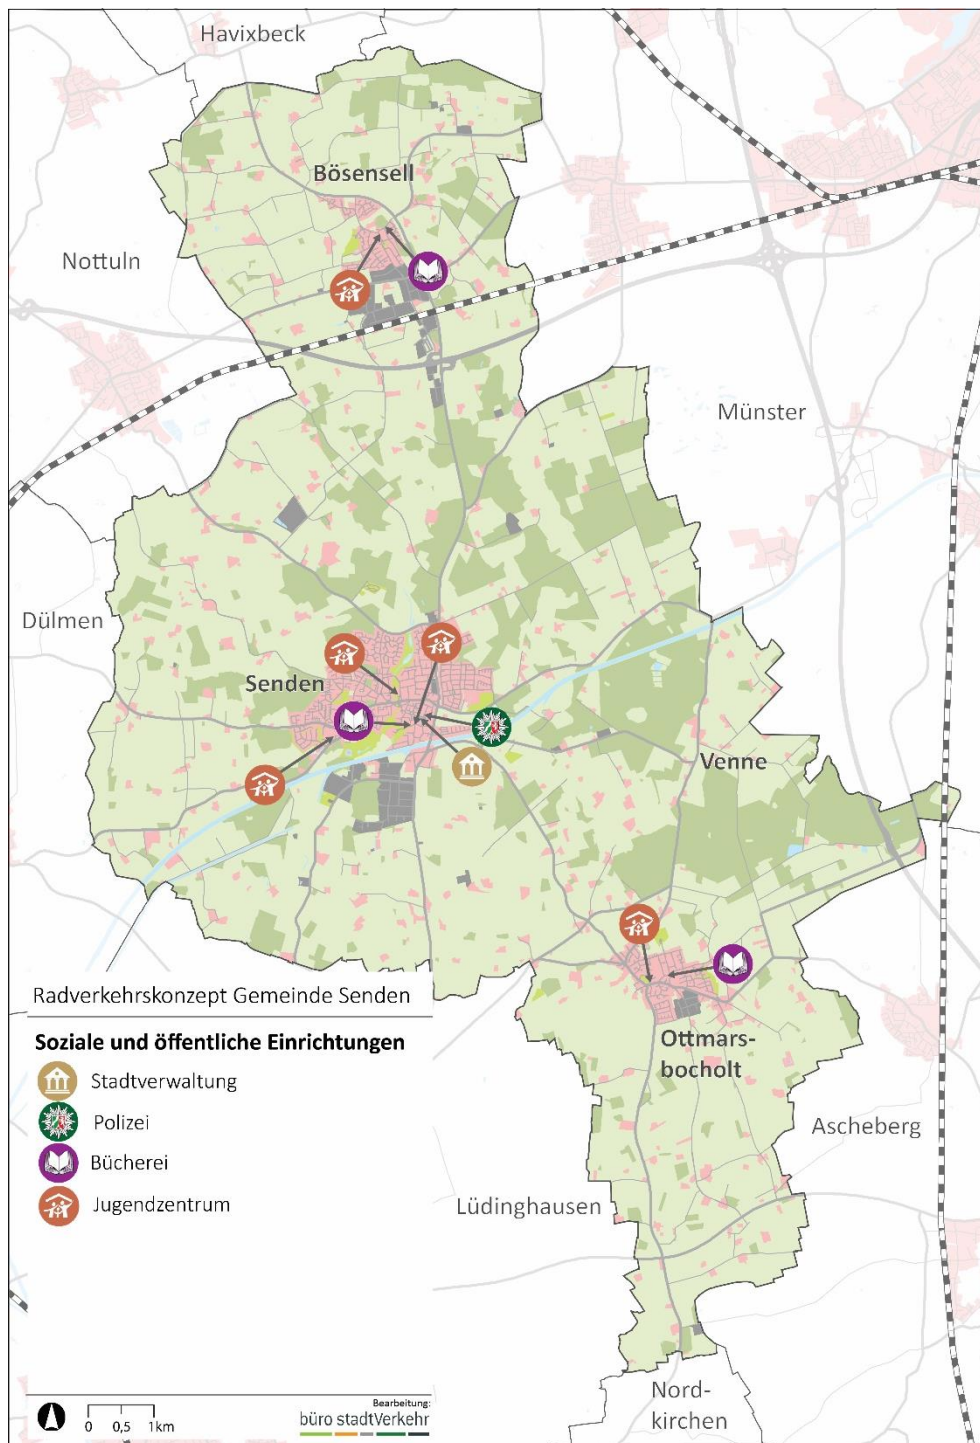 Havixbeck
Bösensell
Nottuln
Münster
Dülmen
Senden
Venne
Radverkehrskonzept Gemeinde Senden
Soziale und öffentliche Einrichtungen
Stadtverwaltung
Polizei
Bücherei
Jugendzentrum
Ottmars-
bocholt
Ascheberg
Lüdinghausen
Nord-
kirchen
0 0,5 1km
Bearbeitung:
büro stadtVerkehr